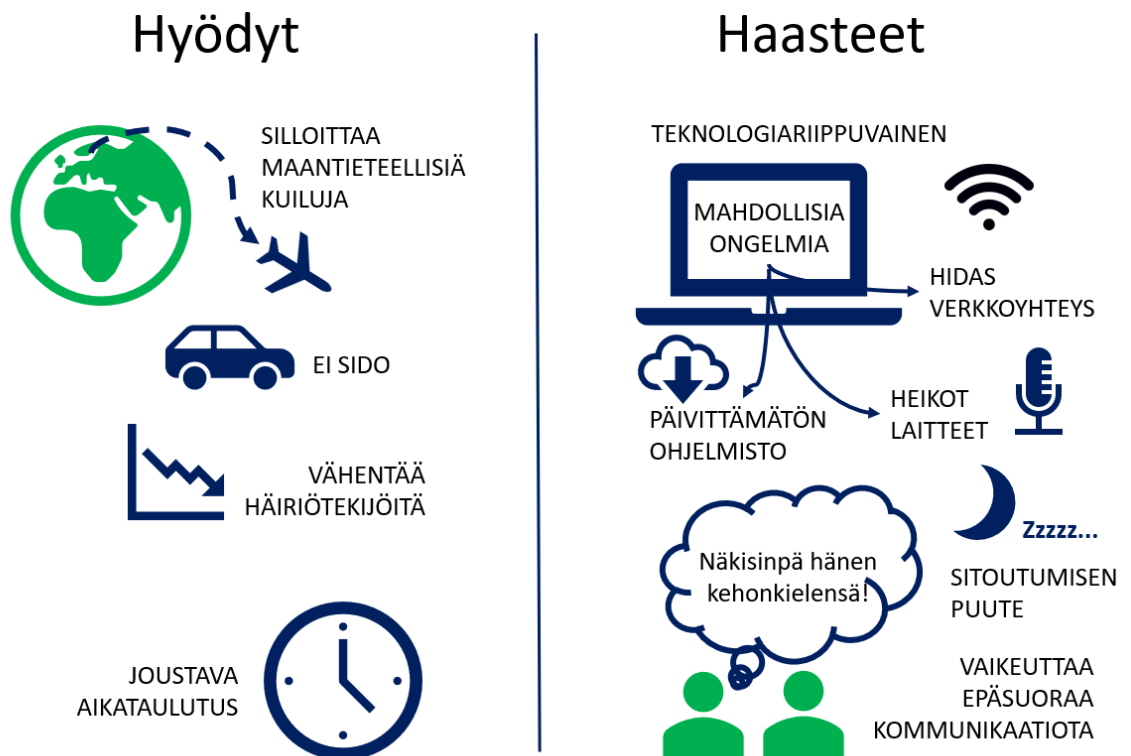 Hyödyt
SILLOITTAA
MAANTIETEELLISIÄ
KUILUJA
EI SIDO
VÄHENTÄÄ
HÄIRIÖTEKIJÖITÄ
JOUSTAVA
AIKATAULUTUS
Haasteet
TEKNOLOGIARIIPPUVAINEN
MAHDOLLISIA
ONGELMIA
HIDAS
VERKKOYHTEYS
HEIKOT
LAITTEET
PÄIVITTÄMÄTÖN
OHJELMISTO
Zzzzz...
SITOUTUMISEN
PUUTE
Näkisinpä hänen
kehonkielensä!
VAIKEUTTAA
EPÄSUORAA
KOMMUNIKAATIOTA